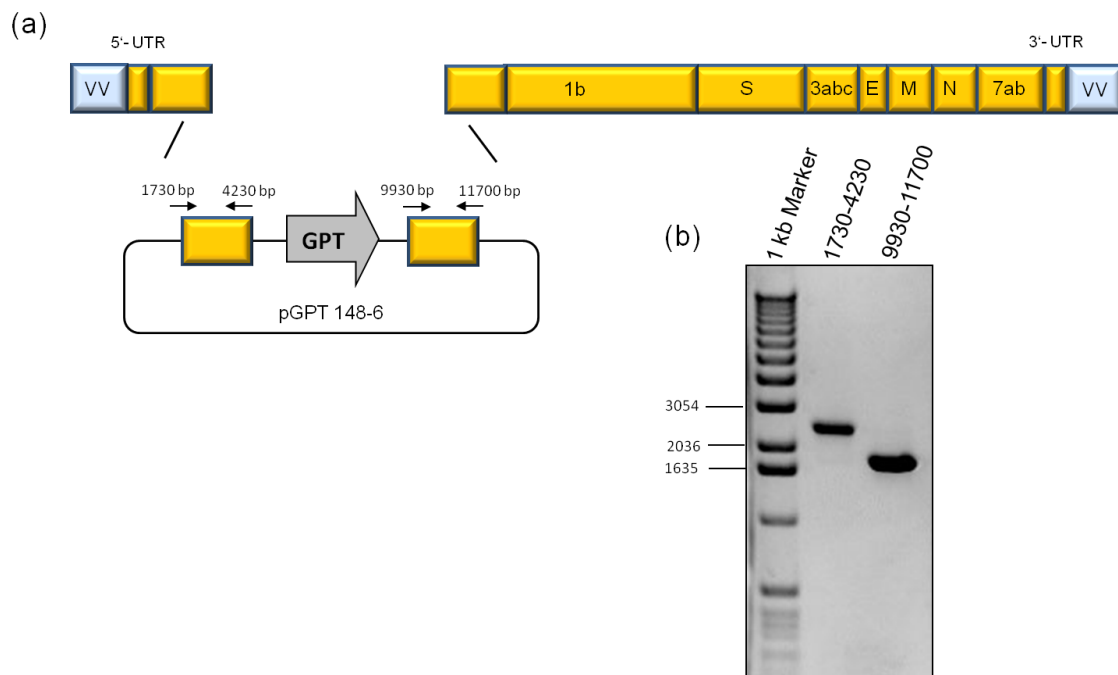 (a)
5'- UTR
3'- UTR
VV
1b
S
3abc
E
M
N
7ab
VV
1730 bp
4230 bp
9930 bp
11700 bp
GPT
pGPT 148-6
(b)
1 kb Marker
1730-4230
9930-11700
3054
2036
1635